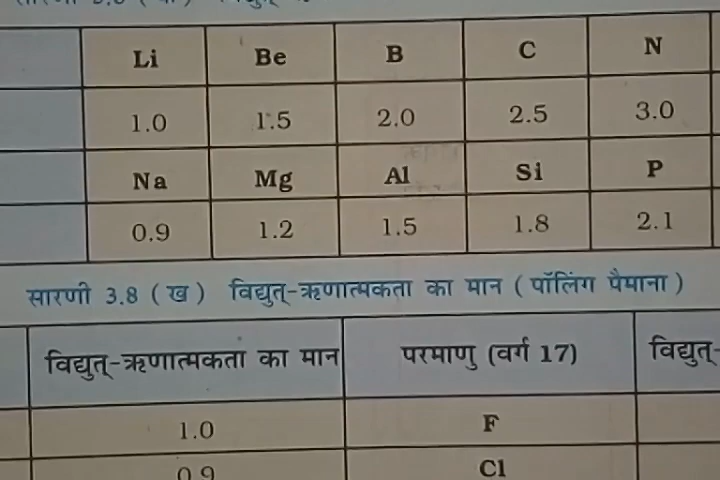 Li Be B C N
1.0 1.5 2.0 2.5 3.0
Na Mg Al Si P
0.9 1.2 1.5 1.8 2.1
सारणी 3.8 ( ख ) विद्युत्-ऋणात्मकता का मान ( पॉलिंग पैमाना )
विद्युत्-ऋणात्मकता का मान परमाणु (वर्ग 17) विद्युत्-
1.0 F
0.9 Cl